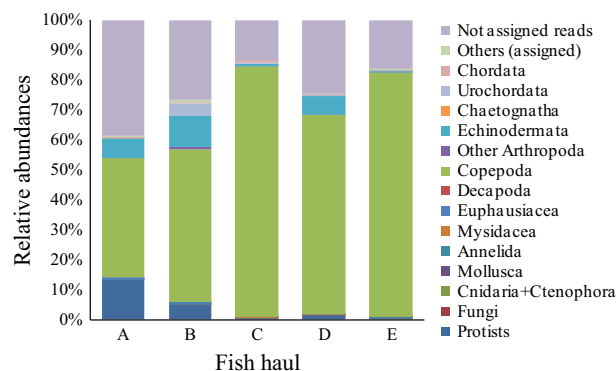 100%
90%
80%
70%
60%
50%
40%
30%
20%
10%
0%
Relative abundances
A B C D E
Fish haul
Not assigned reads
Others (assigned)
Chordata
Urochordata
Chaetognatha
Echinodermata
Other Arthropoda
Copepoda
Decapoda
Euphausiacea
Mysidacea
Annelida
Mollusca
Cnidaria+Ctenophora
Fungi
Protists